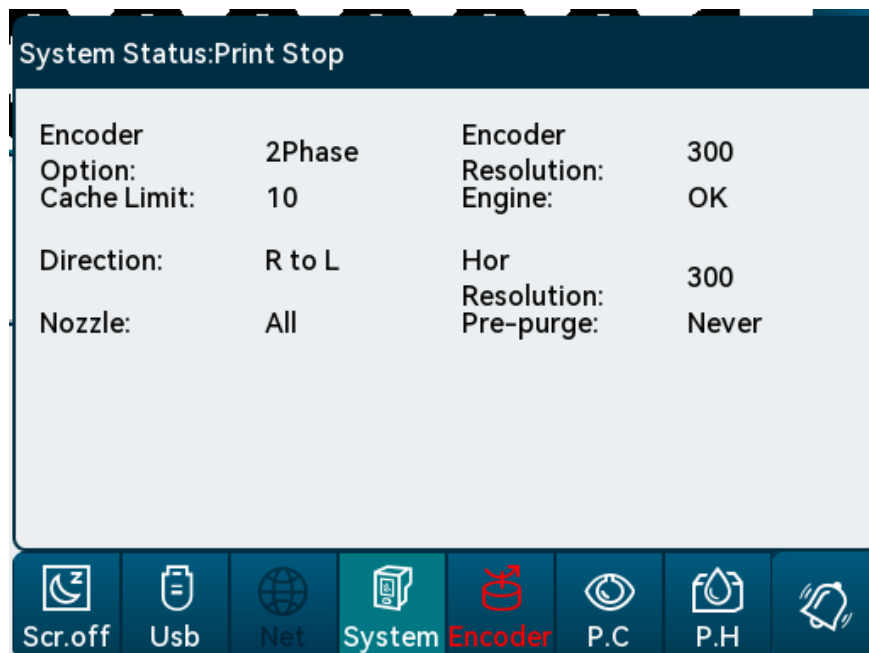 System Status:Print Stop
Encoder Option: 2Phase Encoder Resolution: 300
Cache Limit: 10 Engine: OK
Direction: R to L Hor Resolution: 300
Nozzle: All Pre-purge: Never
Scr.off Usb Net System Encoder P.C P.H